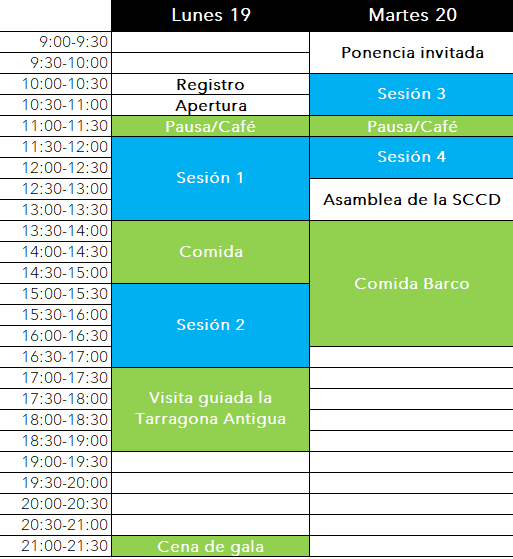 Lunes 19 Martes 20
9:00-9:30
Ponencia invitada
9:30-10:00
10:00-10:30 Registro
Sesión 3
10:30-11:00 Apertura
11:00-11:30 Pausa/Café Pausa/Café
11:30-12:00
Sesión 4
12:00-12:30
Sesión 1
12:30-13:00
Asamblea de la SCCD
13:00-13:30
13:30-14:00
14:00-14:30 Comida
14:30-15:00
Comida Barco
15:00-15:30
15:30-16:00
Sesión 2
16:00-16:30
16:30-17:00
17:00-17:30
17:30-18:00 Visita guiada la
18:00-18:30 Tarragona Antigua
18:30-19:00
19:00-19:30
19:30-20:00
20:00-20:30
20:30-21:00
21:00-21:30 Cena de gala